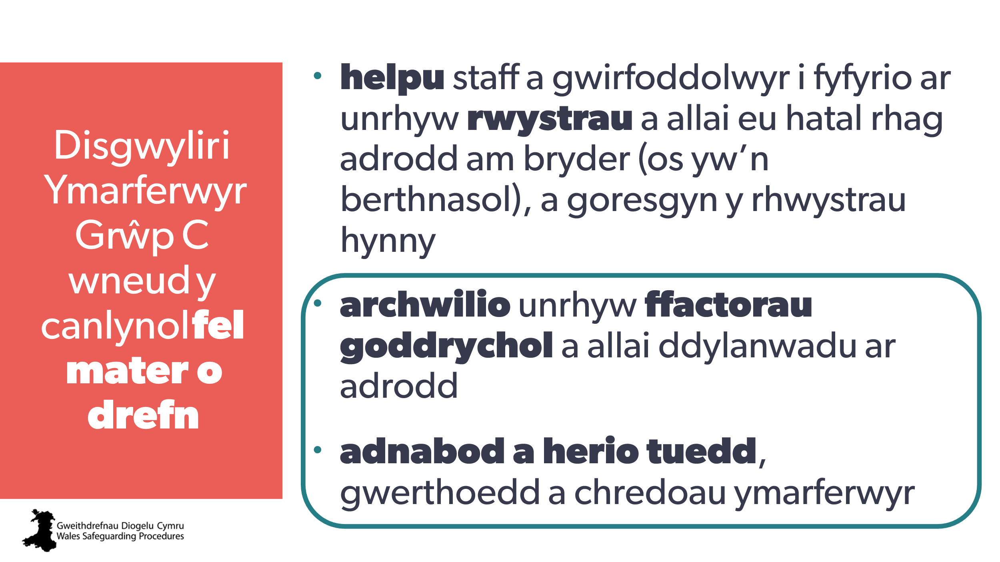 Disgwyliri
Ymarferwyr
Grŵp C
wneud y
canlynol fel
mater o
drefn
• helpu staff a gwirfoddolwyr i fyfyrio ar
unrhyw rwystrau a allai eu hatal rhag
adrodd am bryder (os yw’n
berthnasol), a goresgyn y rhwystrau
hynny
• archwilio unrhyw ffactorau
goddrychol a allai ddylanwadu ar
adrodd
• adnabod a herio tuedd,
gwerthoedd a chredoau ymarferwyr
Gweithdrefnau Diogelu Cymru
Wales Safeguarding Procedures